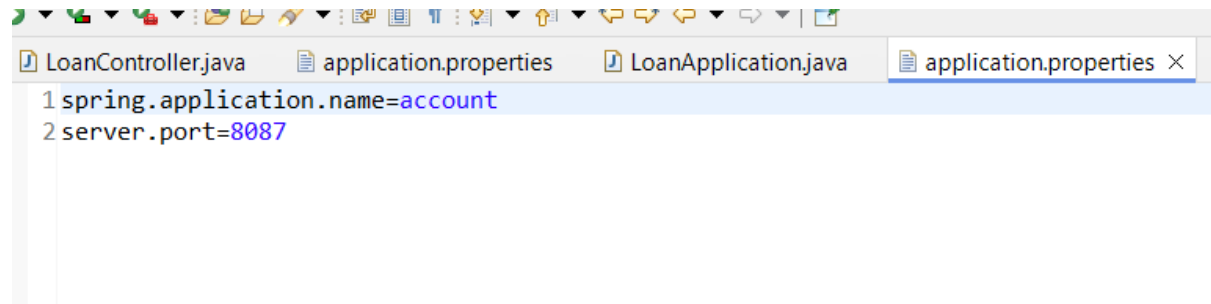 LoanController.java application.properties LoanApplication.java application.properties
1 spring.application.name=account
2 server.port=8087